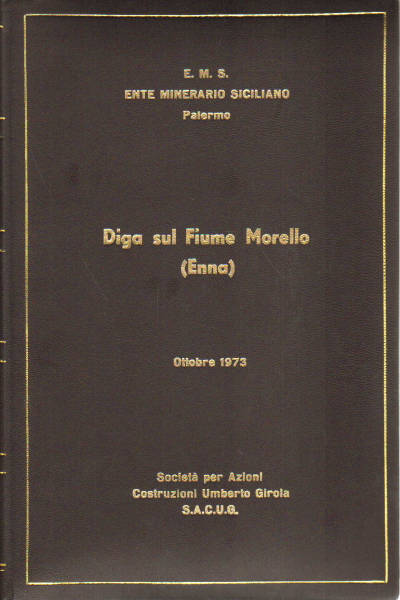 E. M. S.
ENTE MINERARIO SICILIANO
Palermo
Diga sul Fiume Morello
(Enna)
Ottobre 1973
Società per Azioni
Costruzioni Umberto Girola
S.A.C.U.G.